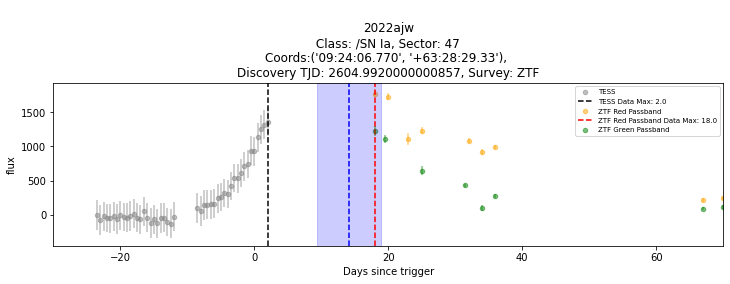 2022ajw
Class: /SN Ia, Sector: 47
Coords:('09:24:06.770', '+63:28:29.33'),
Discovery TJD: 2604.9920000000857, Survey: ZTF
TESS
TESS Data Max: 2.0
ZTF Red Passband
ZTF Red Passband Data Max: 18.0
ZTF Green Passband
flux
1500
1000
500
0
−20
0
20
40
60
Days since trigger